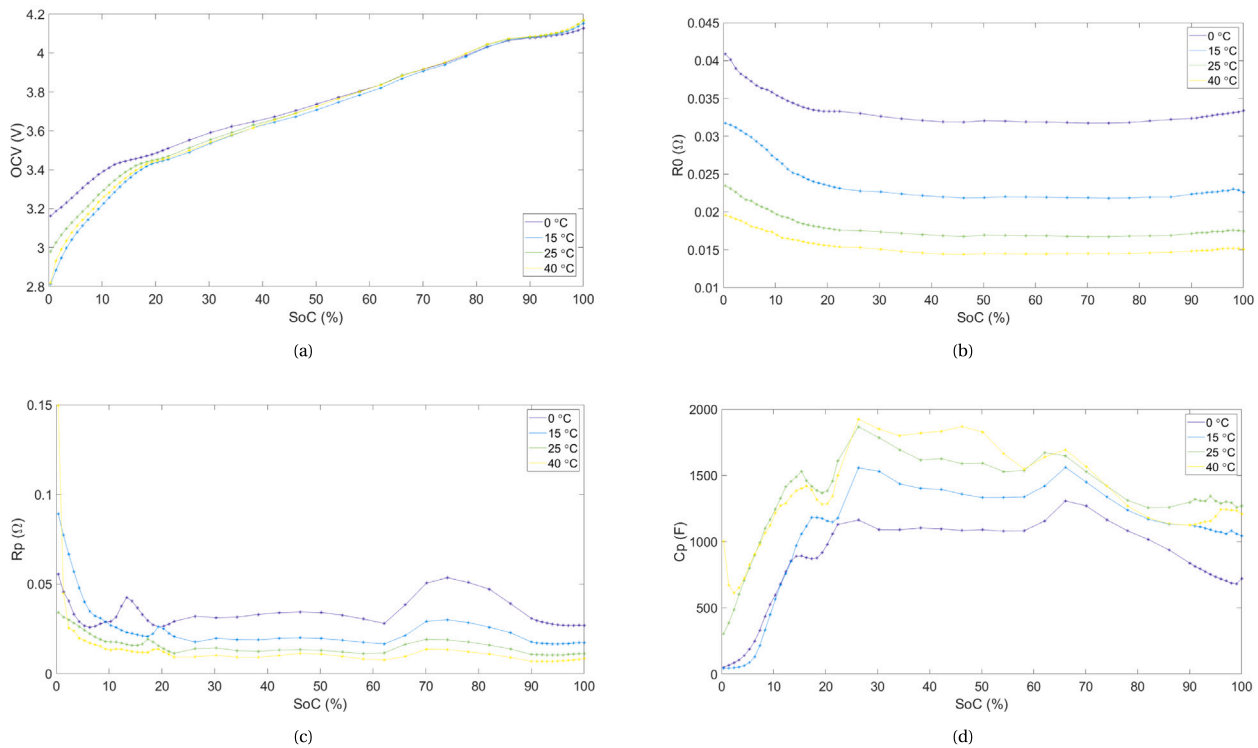 4.2
4
3.8
3.6
3.4
3.2
3
2.8
OCV (V)
0 10 20 30 40 50 60 70 80 90 100
SoC (%)
0 °C
15 °C
25 °C
40 °C
(a)
0.045
0.04
0.035
0.03
0.025
0.02
0.015
0.01
R0 (Ω)
0 10 20 30 40 50 60 70 80 90 100
SoC (%)
0 °C
15 °C
25 °C
40 °C
(b)
0.15
0.1
0.05
0
Rp (Ω)
0 10 20 30 40 50 60 70 80 90 100
SoC (%)
0 °C
15 °C
25 °C
40 °C
(c)
2000
1500
1000
500
0
Cp (F)
0 10 20 30 40 50 60 70 80 90 100
SoC (%)
0 °C
15 °C
25 °C
40 °C
(d)